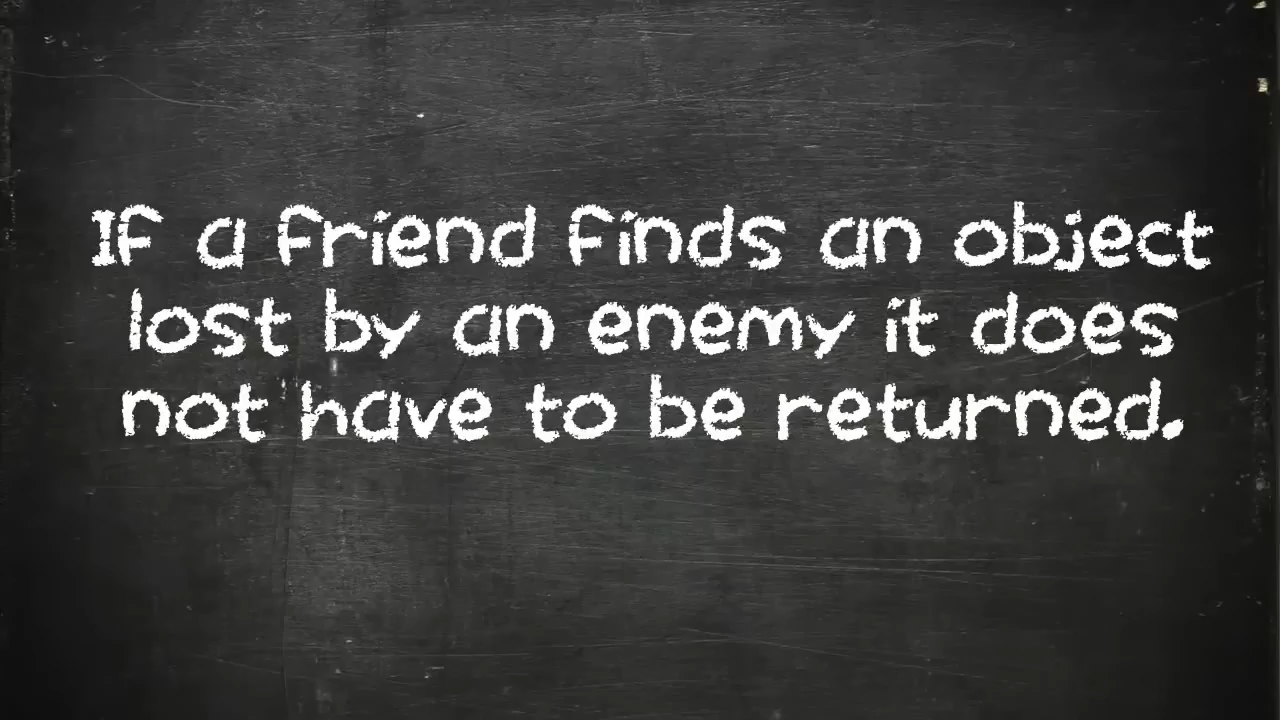 If a friend finds an object
lost by an enemy it does
not have to be returned.